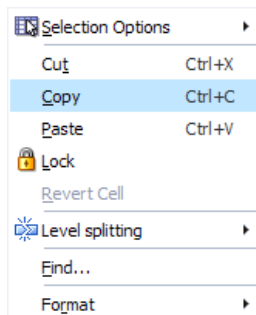 Selection Options
Cut Ctrl+X
Copy Ctrl+C
Paste Ctrl+V
Lock
Revert Cell
Level splitting
Find...
Format